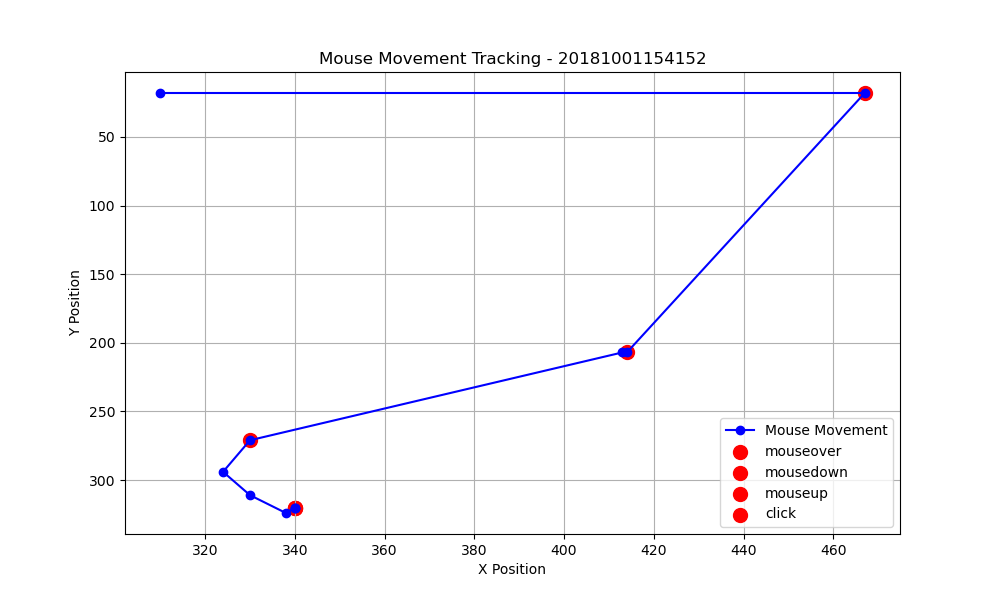 Mouse Movement Tracking - 20181001154152
Y Position
50
100
150
200
250
300
Mouse Movement
mouseover
mousedown
mouseup
click
320 340 360 380 400 420 440 460
X Position